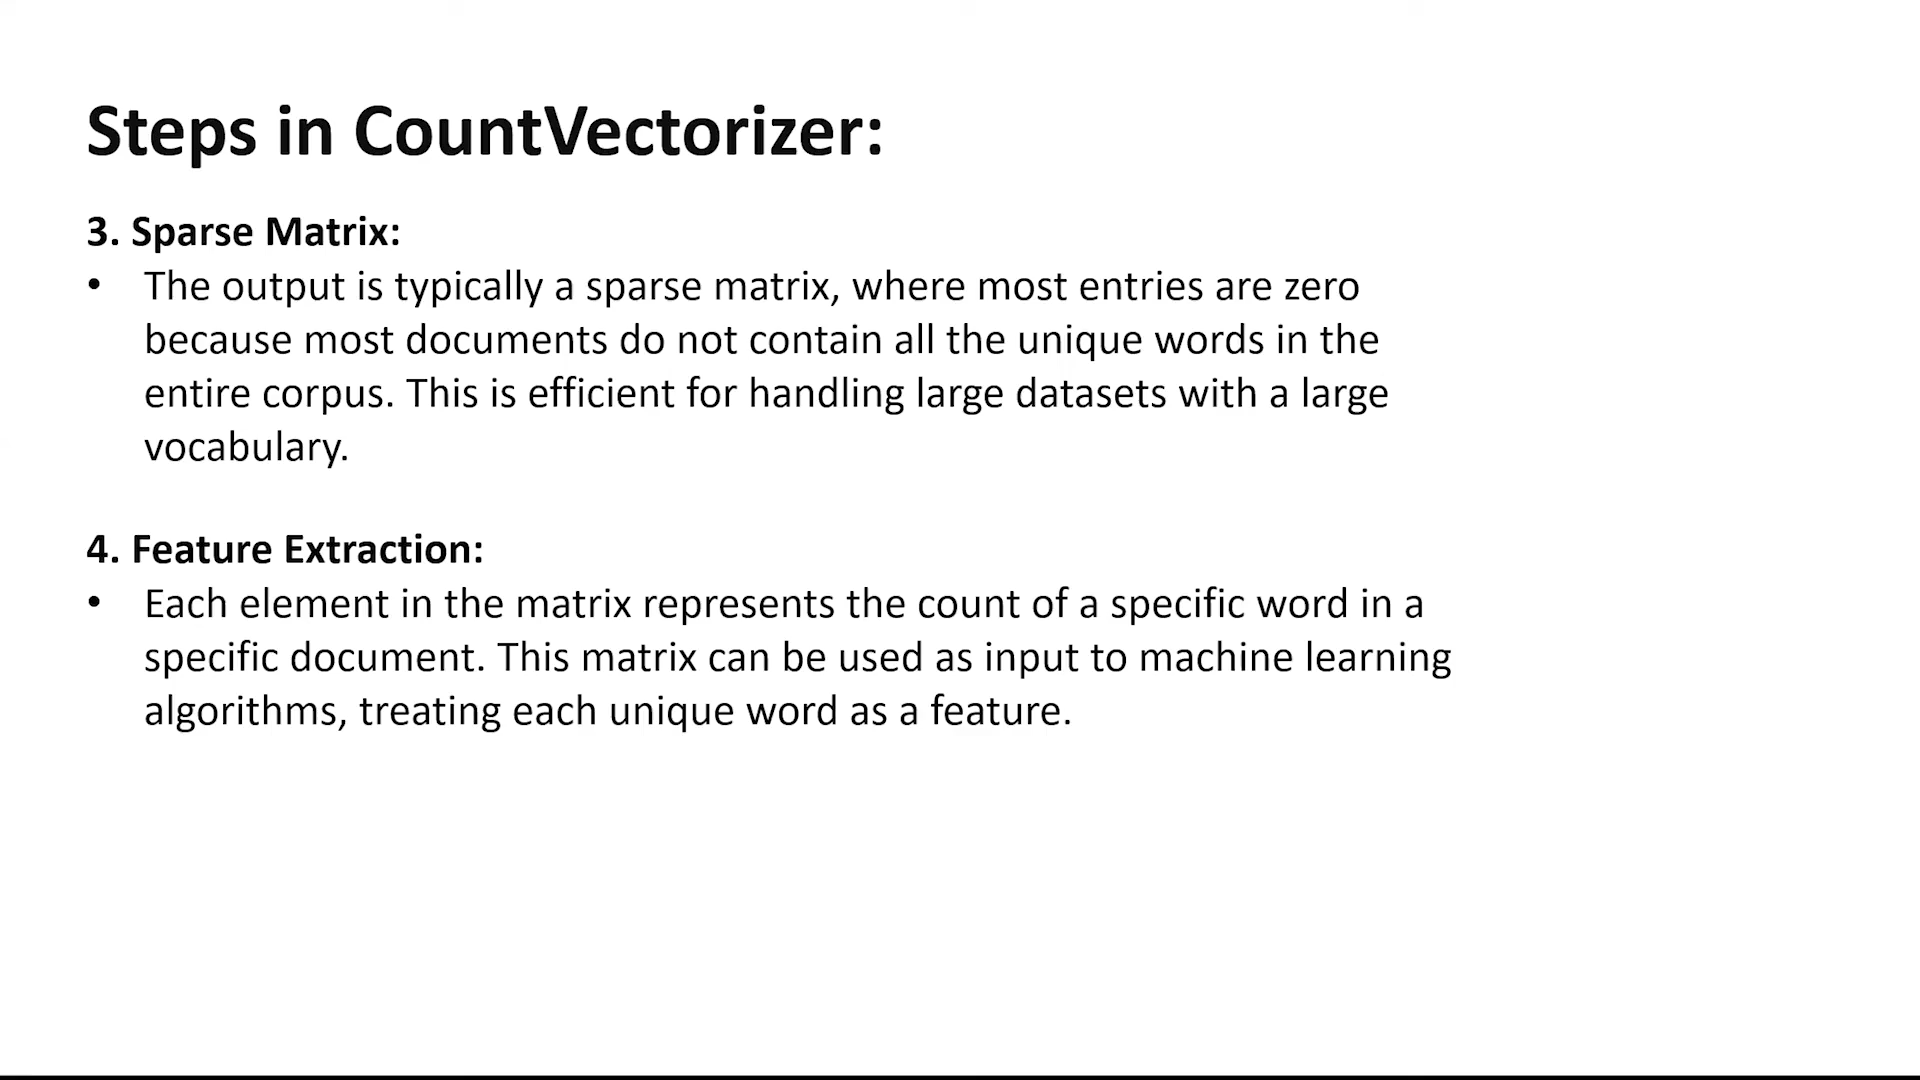 Steps in CountVectorizer:
3. Sparse Matrix:
• The output is typically a sparse matrix, where most entries are zero
because most documents do not contain all the unique words in the
entire corpus. This is efficient for handling large datasets with a large
vocabulary.
4. Feature Extraction:
• Each element in the matrix represents the count of a specific word in a
specific document. This matrix can be used as input to machine learning
algorithms, treating each unique word as a feature.